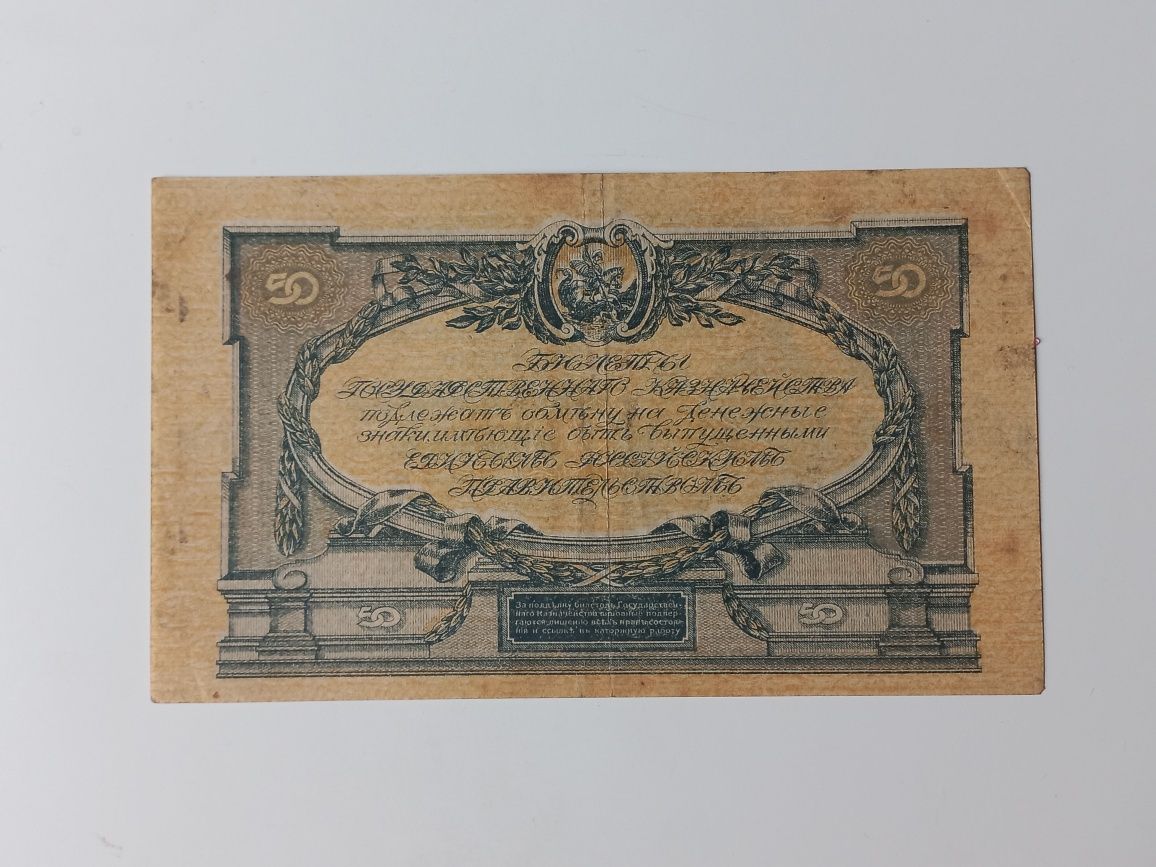 50 50
БИЛЕТЫ
ГОСУДАРСТВЕННАГО КАЗНАЧЕЙСТВА
подлежатъ обмѣну на денежные
знаки имѣющіе быть выпущенными
ЕДИНЫМЪ РОССІЙСКИМЪ
ПРАВИТЕЛЬСТВОМЪ
50 50
За поддѣлку билетовъ Государствен-
наго Казначейства виновные подвер-
гаются лишенію всѣхъ правъ состоя-
нія и ссылкѣ въ каторжную работу